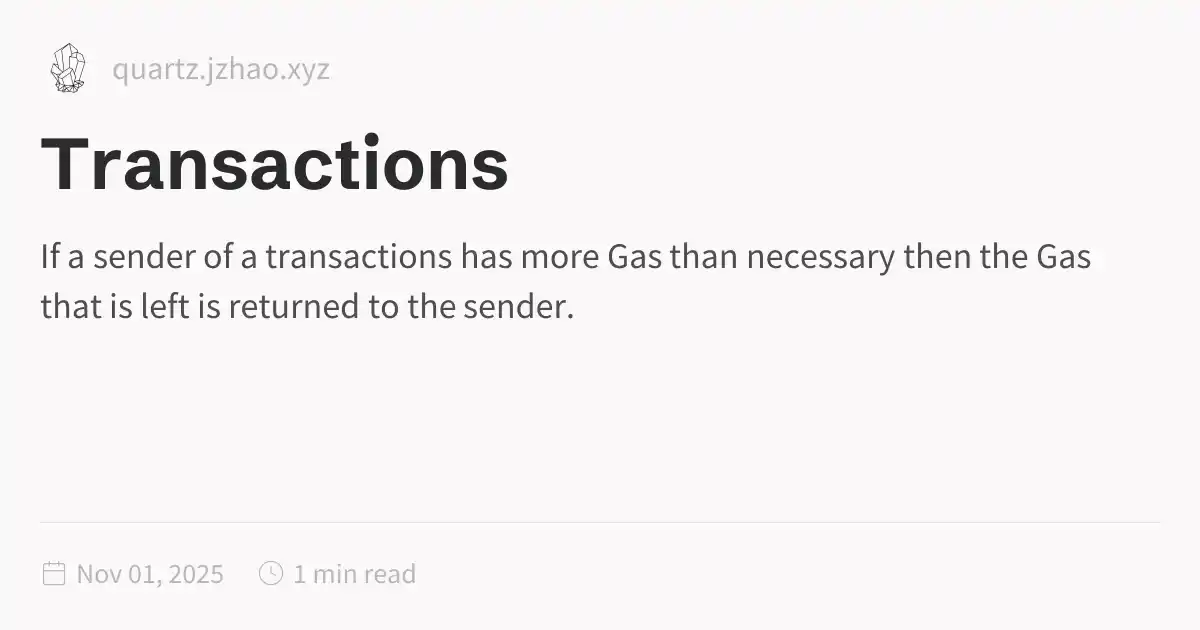 quartz.jzhao.xyz
Transactions
If a sender of a transactions has more Gas than necessary then the Gas
that is left is returned to the sender.
Nov 01, 2025 1 min read